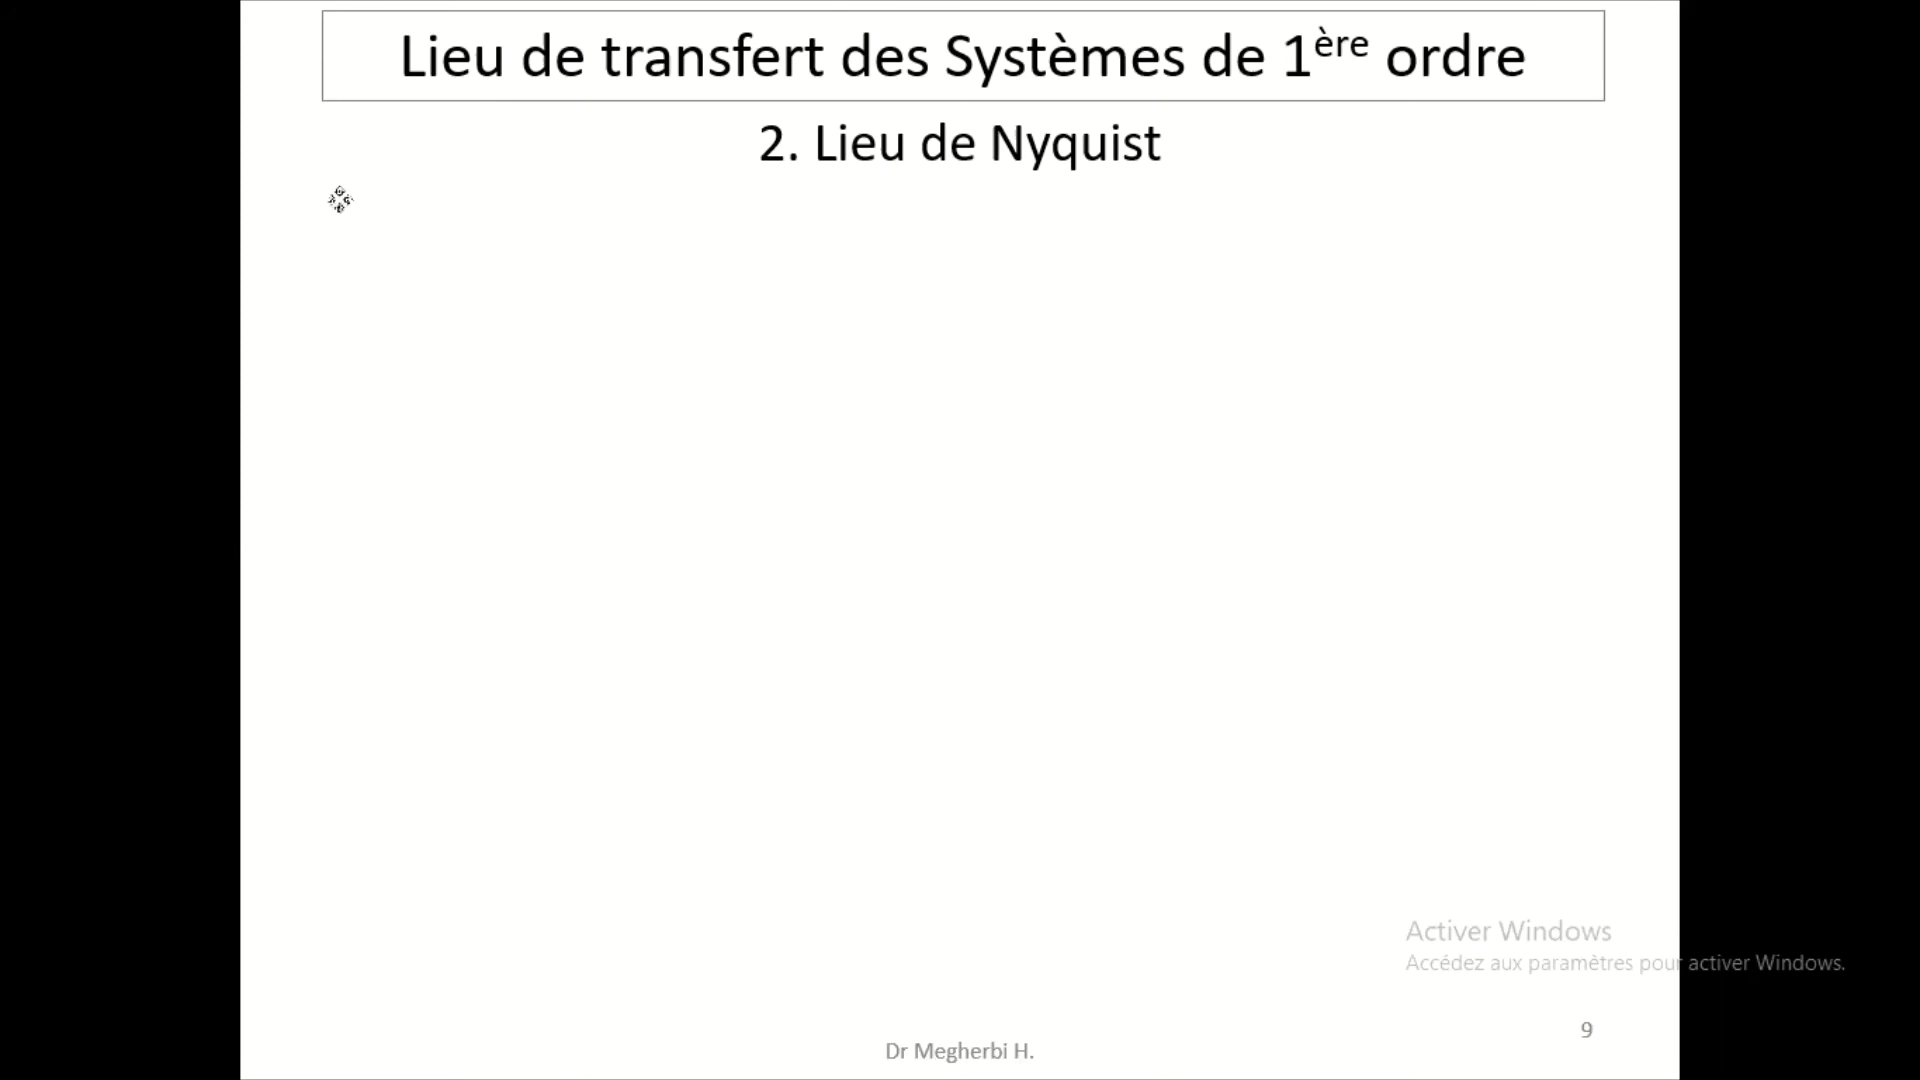 Lieu de transfert des Systèmes de 1ère ordre
2. Lieu de Nyquist
Activer Windows
Accédez aux paramètres pour activer Windows.
9
Dr Megherbi H.